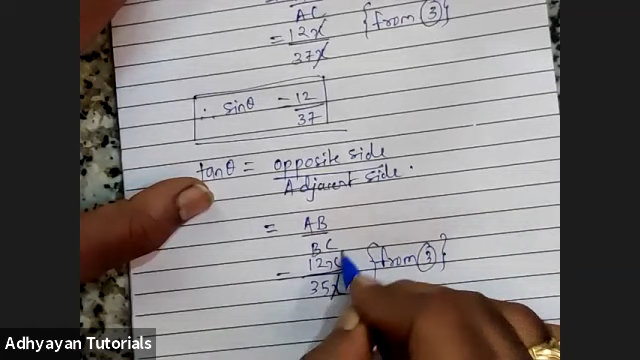 AC
= 12x {from ③}
37x
∴ sinθ = 12
37
tanθ = opposite side
Adjacent side.
= AB
BC
= 12x {from ③}
35x
Adhyayan Tutorials